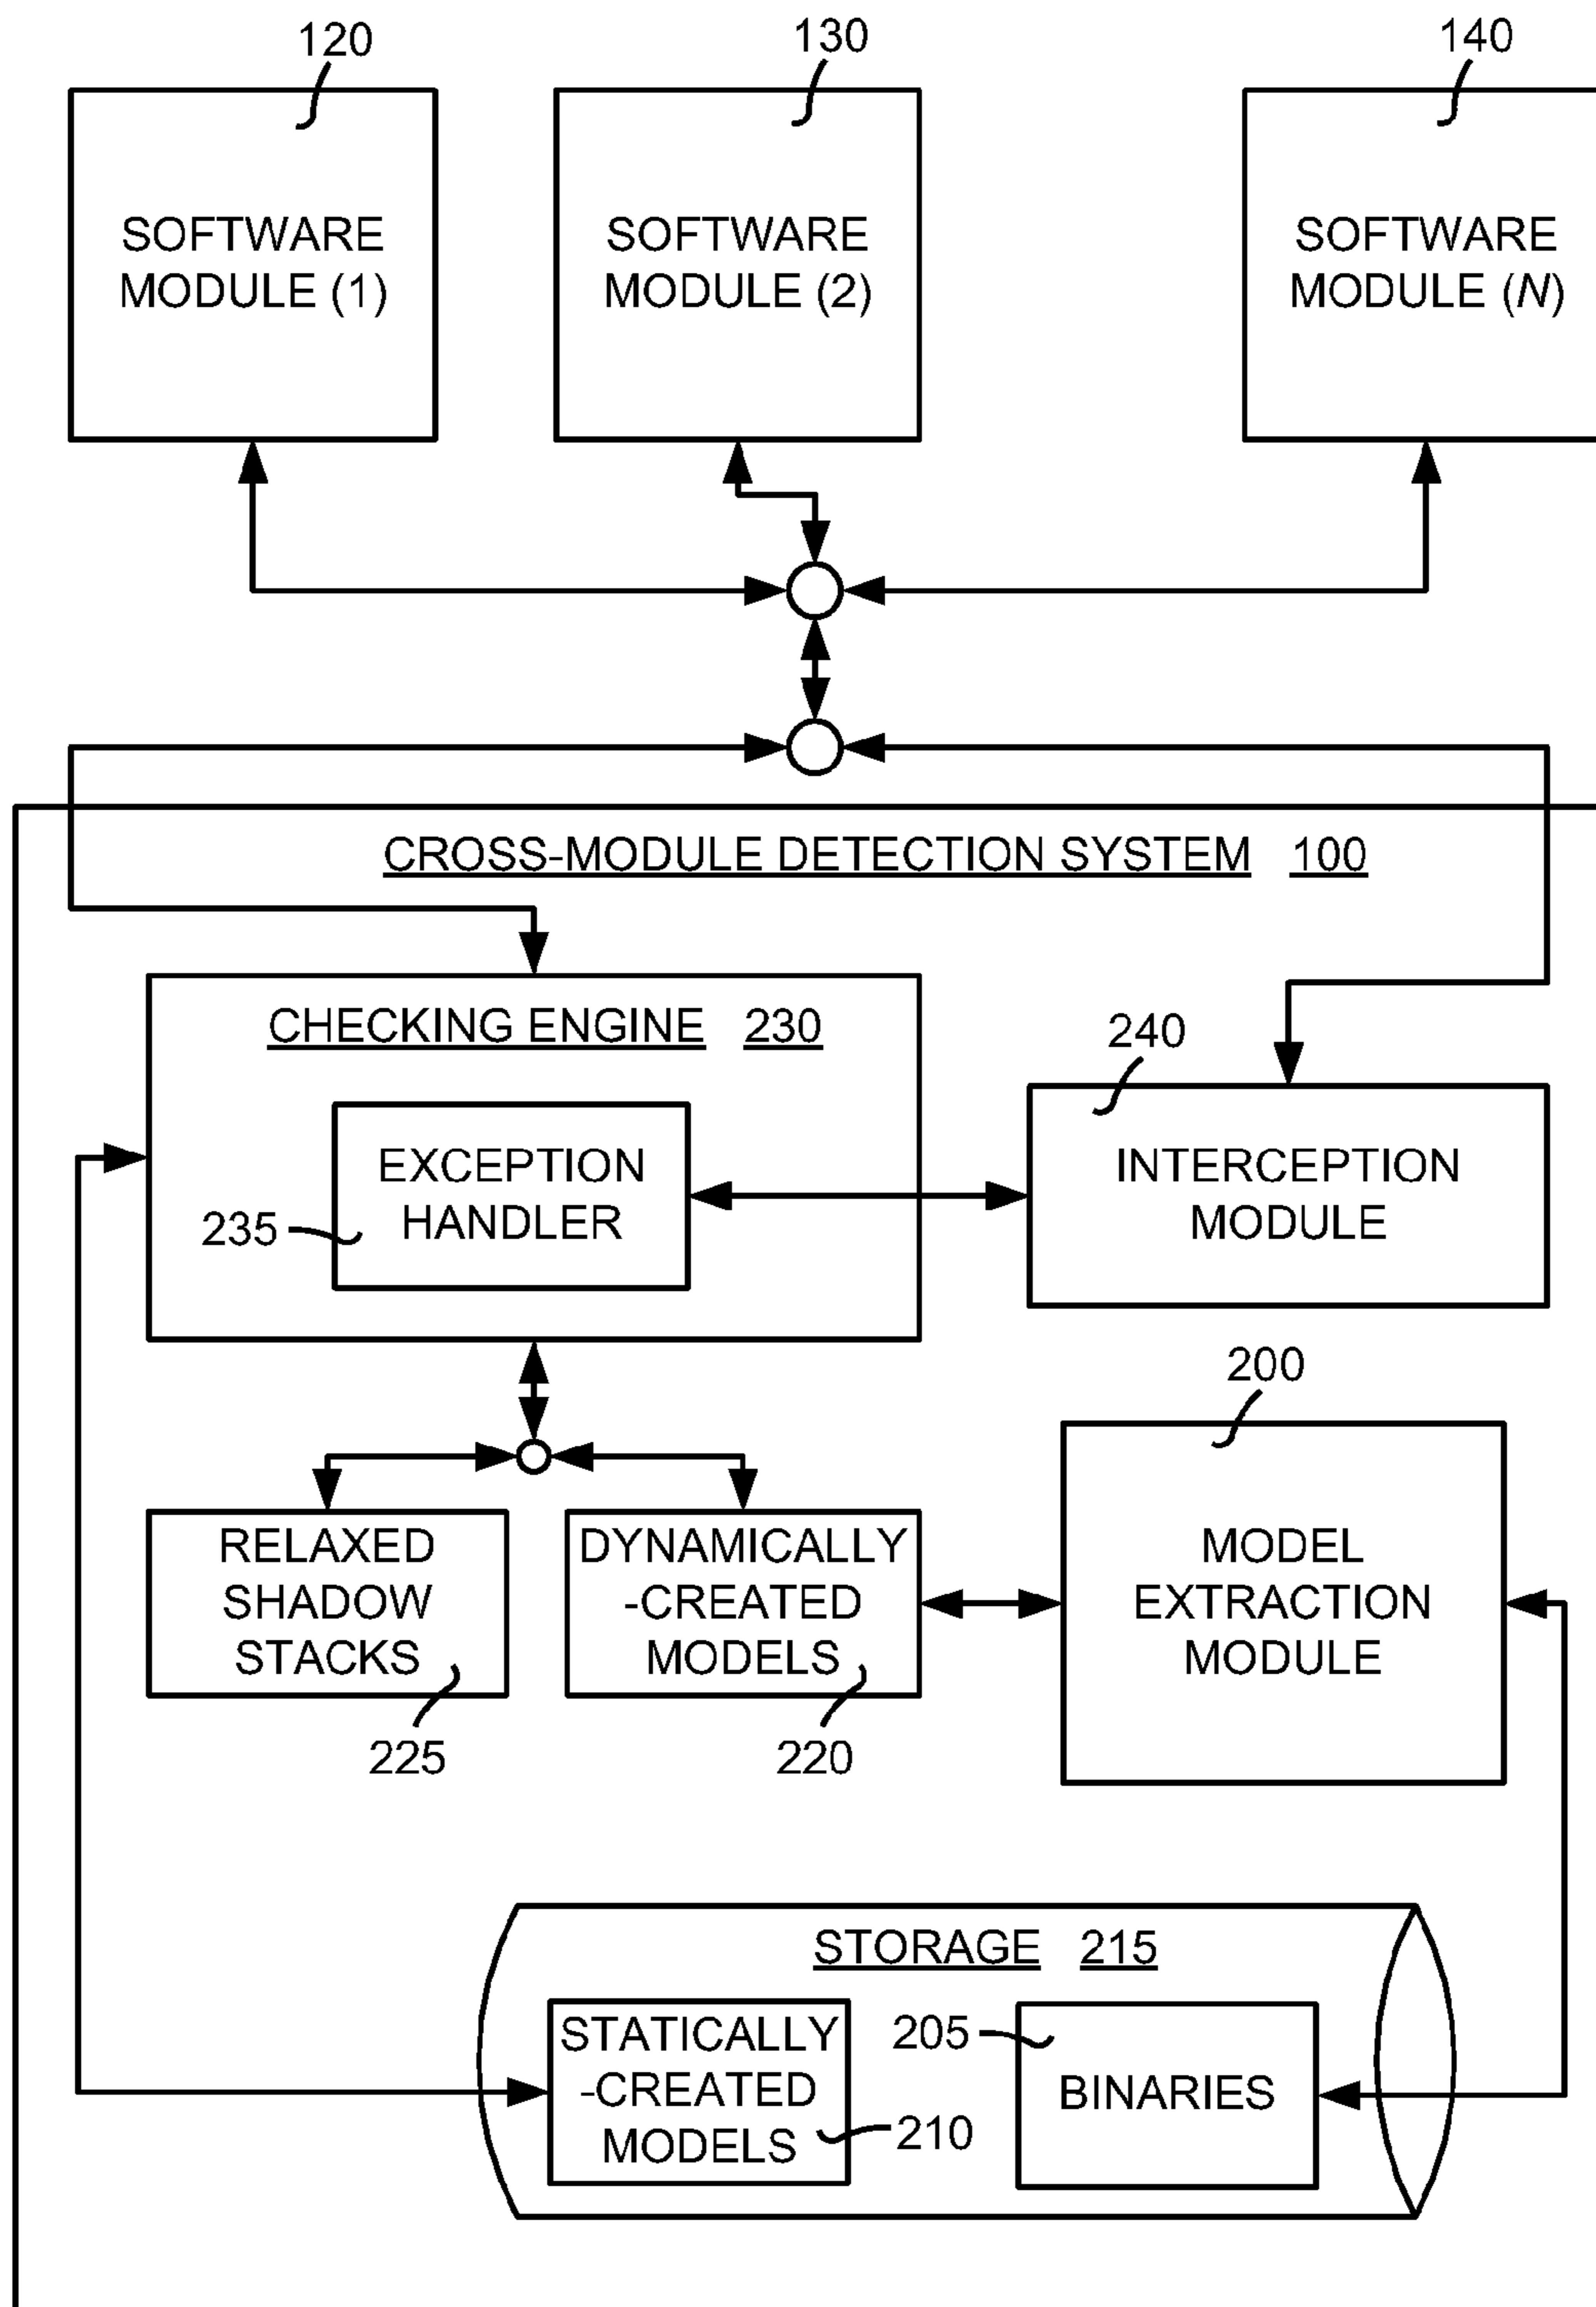 120
130
140
SOFTWARE
MODULE (1)
SOFTWARE
MODULE (2)
SOFTWARE
MODULE (N)
CROSS-MODULE DETECTION SYSTEM 100
CHECKING ENGINE 230
240
EXCEPTION
HANDLER
235
INTERCEPTION
MODULE
200
RELAXED
SHADOW
STACKS
225
DYNAMICALLY
-CREATED
MODELS
220
MODEL
EXTRACTION
MODULE
STORAGE 215
STATICALLY
-CREATED
MODELS
210
205
BINARIES